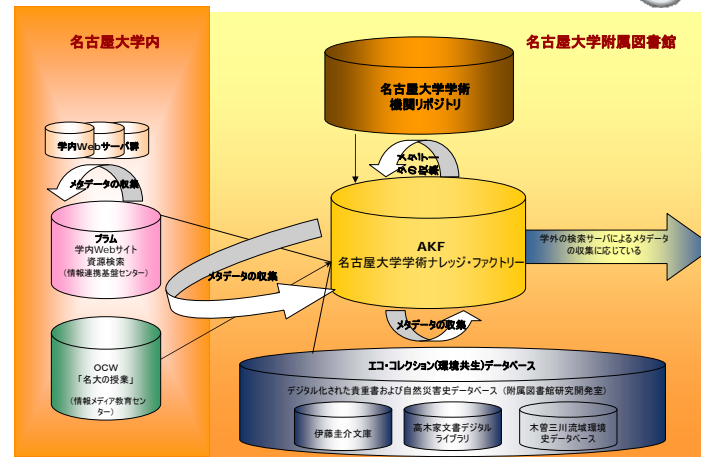 名古屋大学内
名古屋大学附属図書館
名古屋大学学術
機関リポジトリ
学内Webサーバ群
メタデータの収集
メタデー
タの収集
プラム
学内Webサイト
資源検索
(情報連携基盤センター)
AKF
名古屋大学学術ナレッジ・ファクトリー
学外の検索サーバによるメタデータ
の収集に応じている
メタデータの収集
メタデータの収集
OCW
「名大の授業」
(情報メディア教育セン
ター)
エコ・コレクション(環境共生)データベース
デジタル化された貴重書および自然災害史データベース（附属図書館研究開発室）
伊藤圭介文庫
高木家文書デジタル
ライブラリ
木曽三川流域環境
史データベース